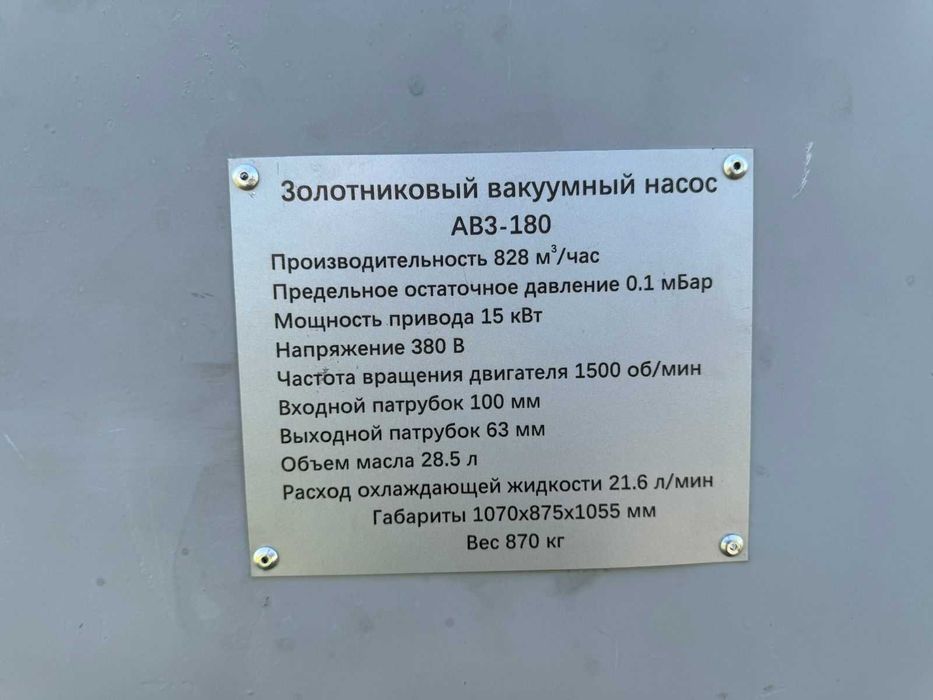 Золотниковый вакуумный насос
АВЗ-180
Производительность 828 м³/час
Предельное остаточное давление 0.1 мБар
Мощность привода 15 кВт
Напряжение 380 В
Частота вращения двигателя 1500 об/мин
Входной патрубок 100 мм
Выходной патрубок 63 мм
Объем масла 28.5 л
Расход охлаждающей жидкости 21.6 л/мин
Габариты 1070х875х1055 мм
Вес 870 кг